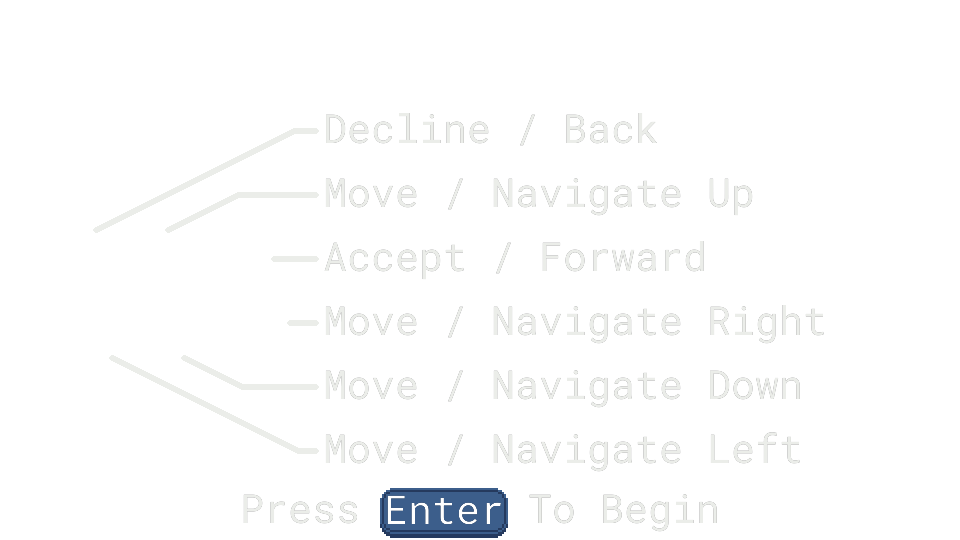 Decline / Back
Move / Navigate Up
Accept / Forward
Move / Navigate Right
Move / Navigate Down
Move / Navigate Left
Press Enter To Begin